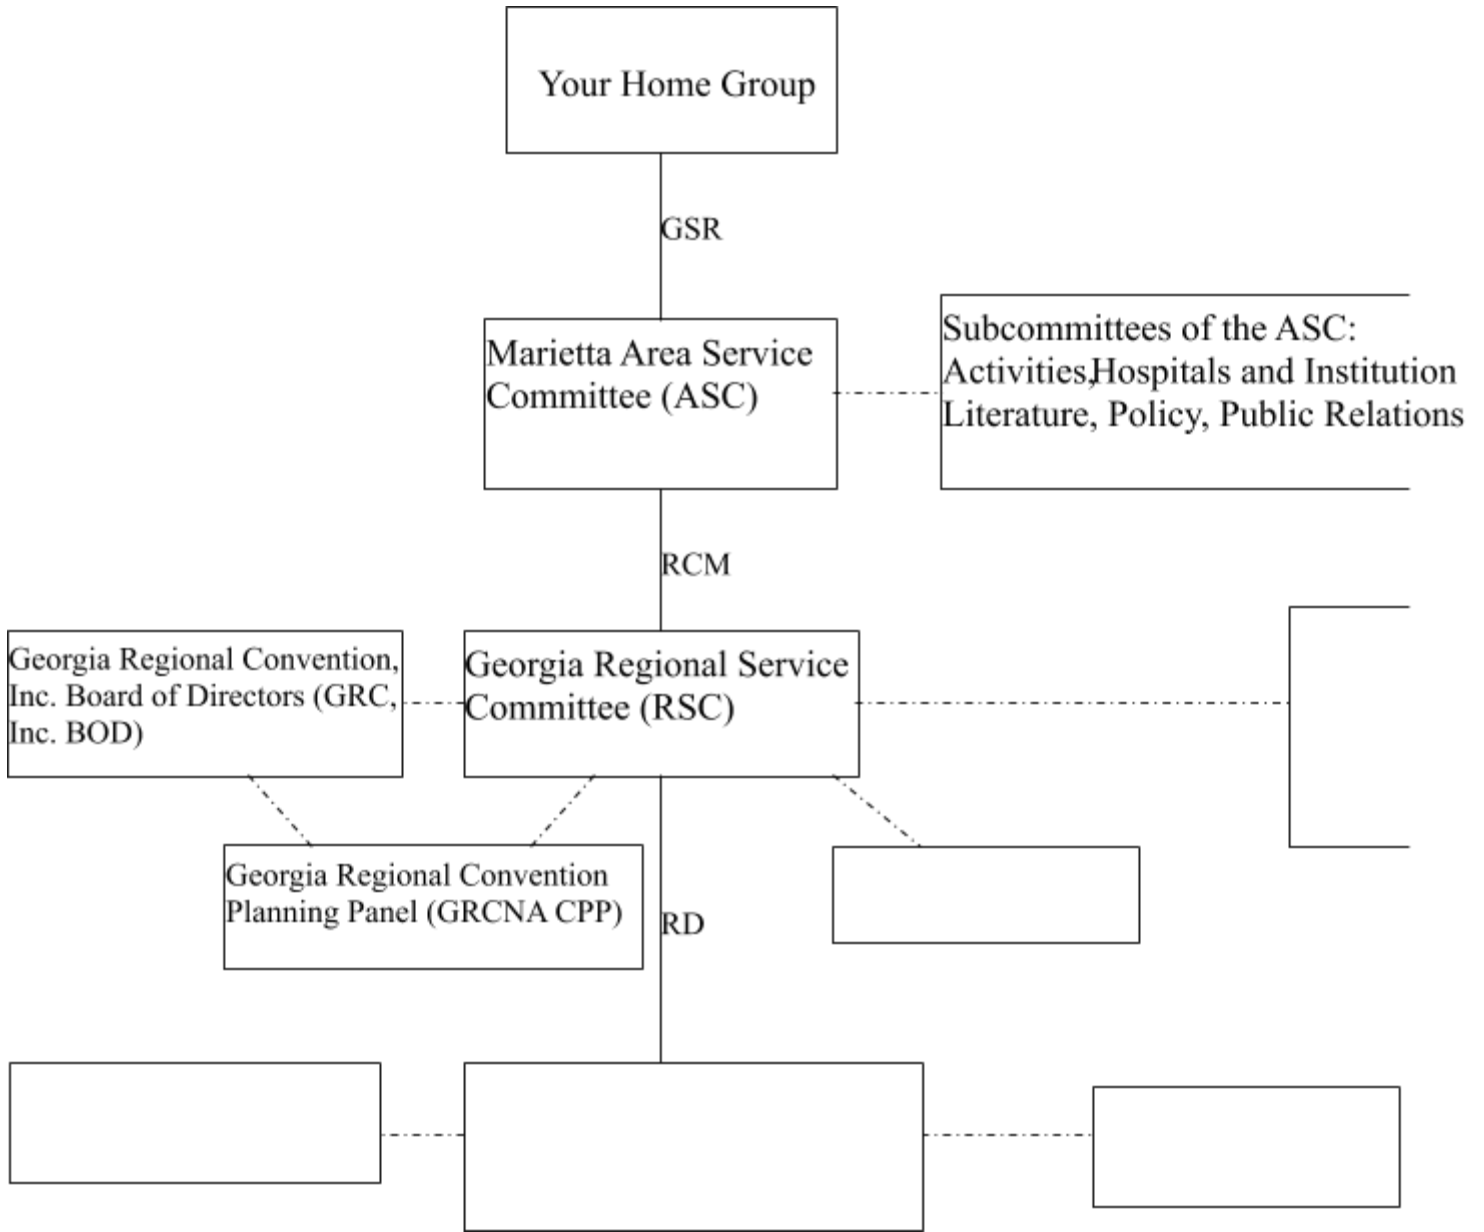 Your Home Group
GSR
Marietta Area Service
Committee (ASC)
Subcommittees of the ASC:
Activities,Hospitals and Institution
Literature, Policy, Public Relations
RCM
Georgia Regional Convention,
Inc. Board of Directors (GRC,
Inc. BOD)
Georgia Regional Service
Committee (RSC)
Georgia Regional Convention
Planning Panel (GRCNA CPP)
RD